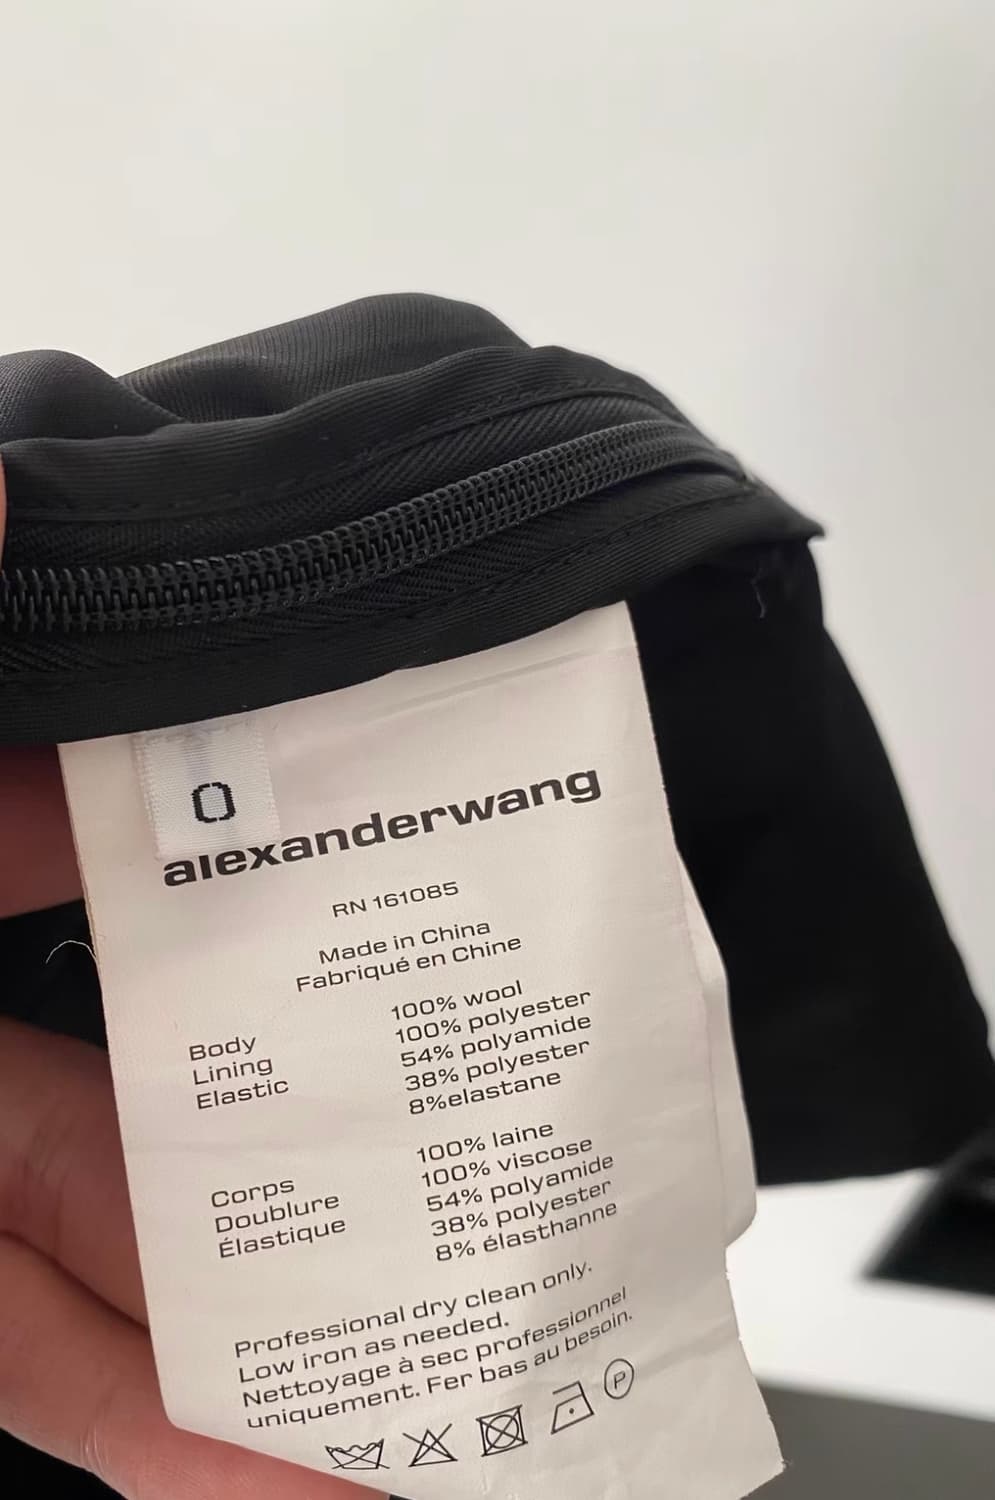 0
alexanderwang
RN 161085
Made in China
Fabriqué en Chine
Body 100% wool
Lining 100% polyester
Elastic 54% polyamide
38% polyester
8%elastane
Corps 100% laine
Doublure 100% viscose
Élastique 54% polyamide
38% polyester
8% élasthanne
Professional dry clean only.
Low iron as needed.
Nettoyage à sec professionnel
uniquement. Fer bas au besoin.
P